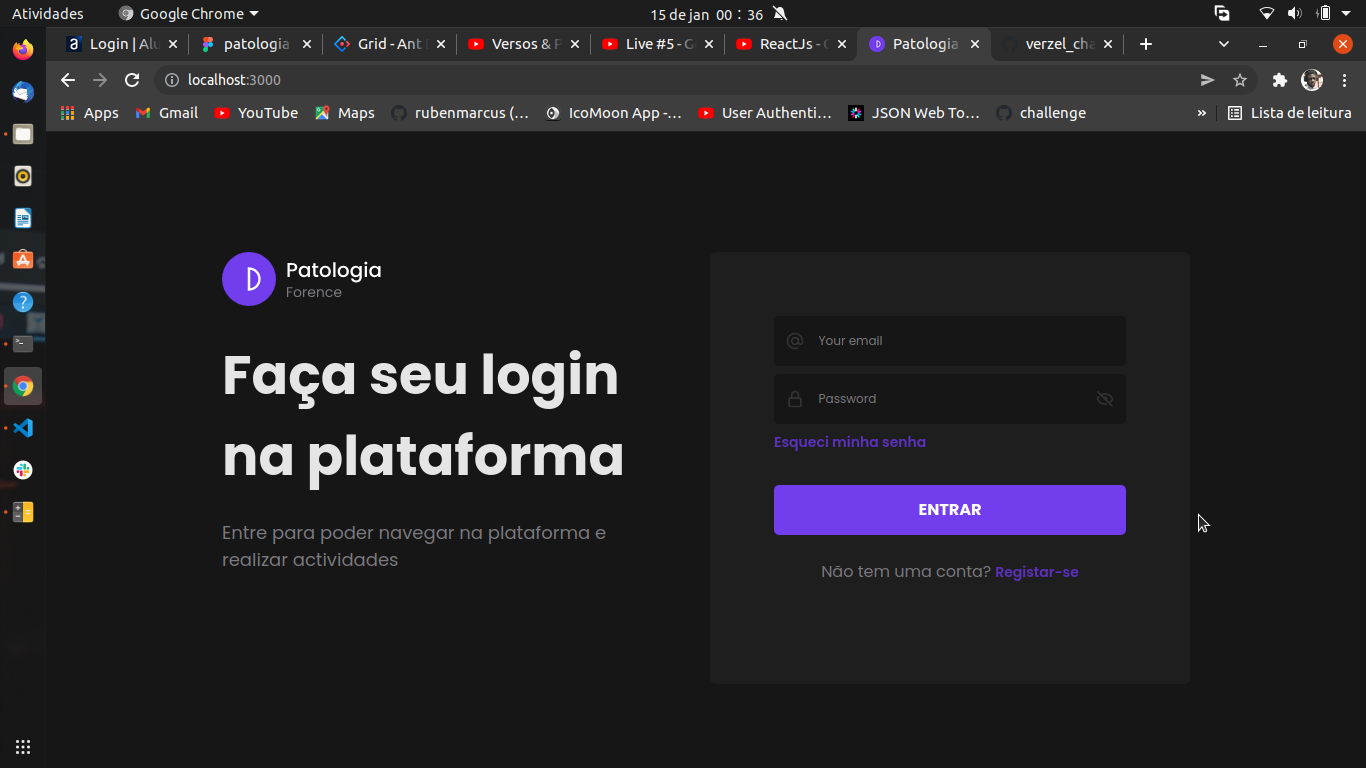 Atividades
Google Chrome
15 de jan 00 : 36
Login | Alu
patologia
Grid - Ant D
Versos & P
Live #5 - G
ReactJs - C
Patologia
verzel_cha
localhost:3000
Apps
Gmail
YouTube
Maps
rubenmarcus (...
IcoMoon App -...
User Authenti...
JSON Web To...
challenge
»
Lista de leitura
Patologia
Forence
Faça seu login
na plataforma
Entre para poder navegar na plataforma e
realizar actividades
Your email
Password
Esqueci minha senha
ENTRAR
Não tem uma conta? Registar-se